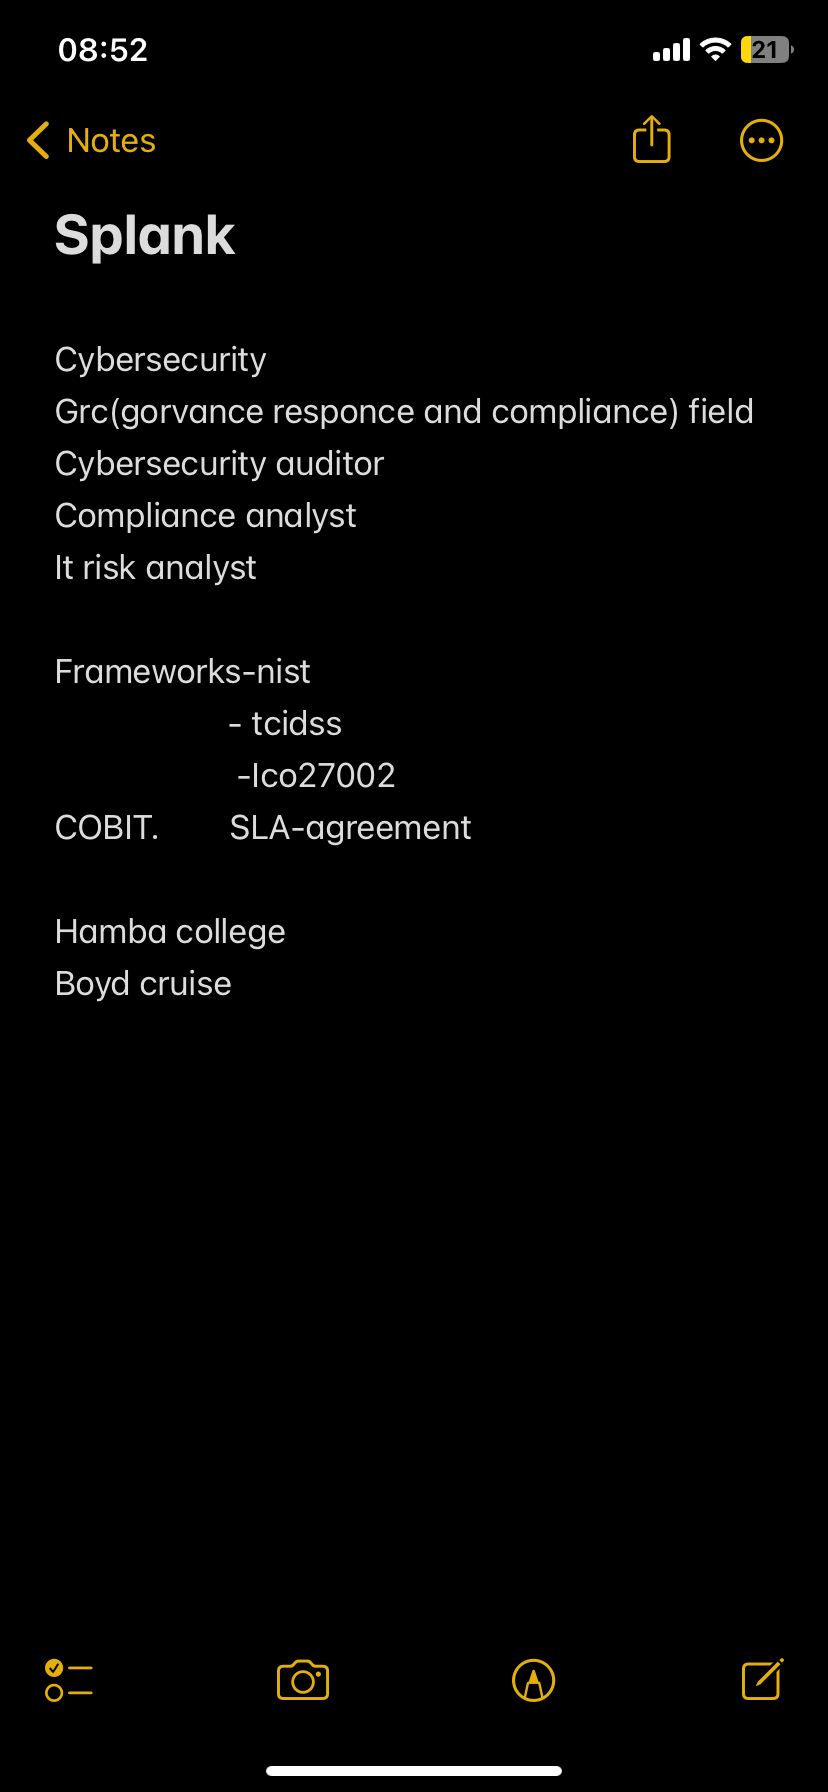 08:52
21
Notes
Splank
Cybersecurity
Grc(gorvance responce and compliance) field
Cybersecurity auditor
Compliance analyst
It risk analyst
Frameworks-nist
- tcidss
-Ico27002
COBIT. SLA-agreement
Hamba college
Boyd cruise